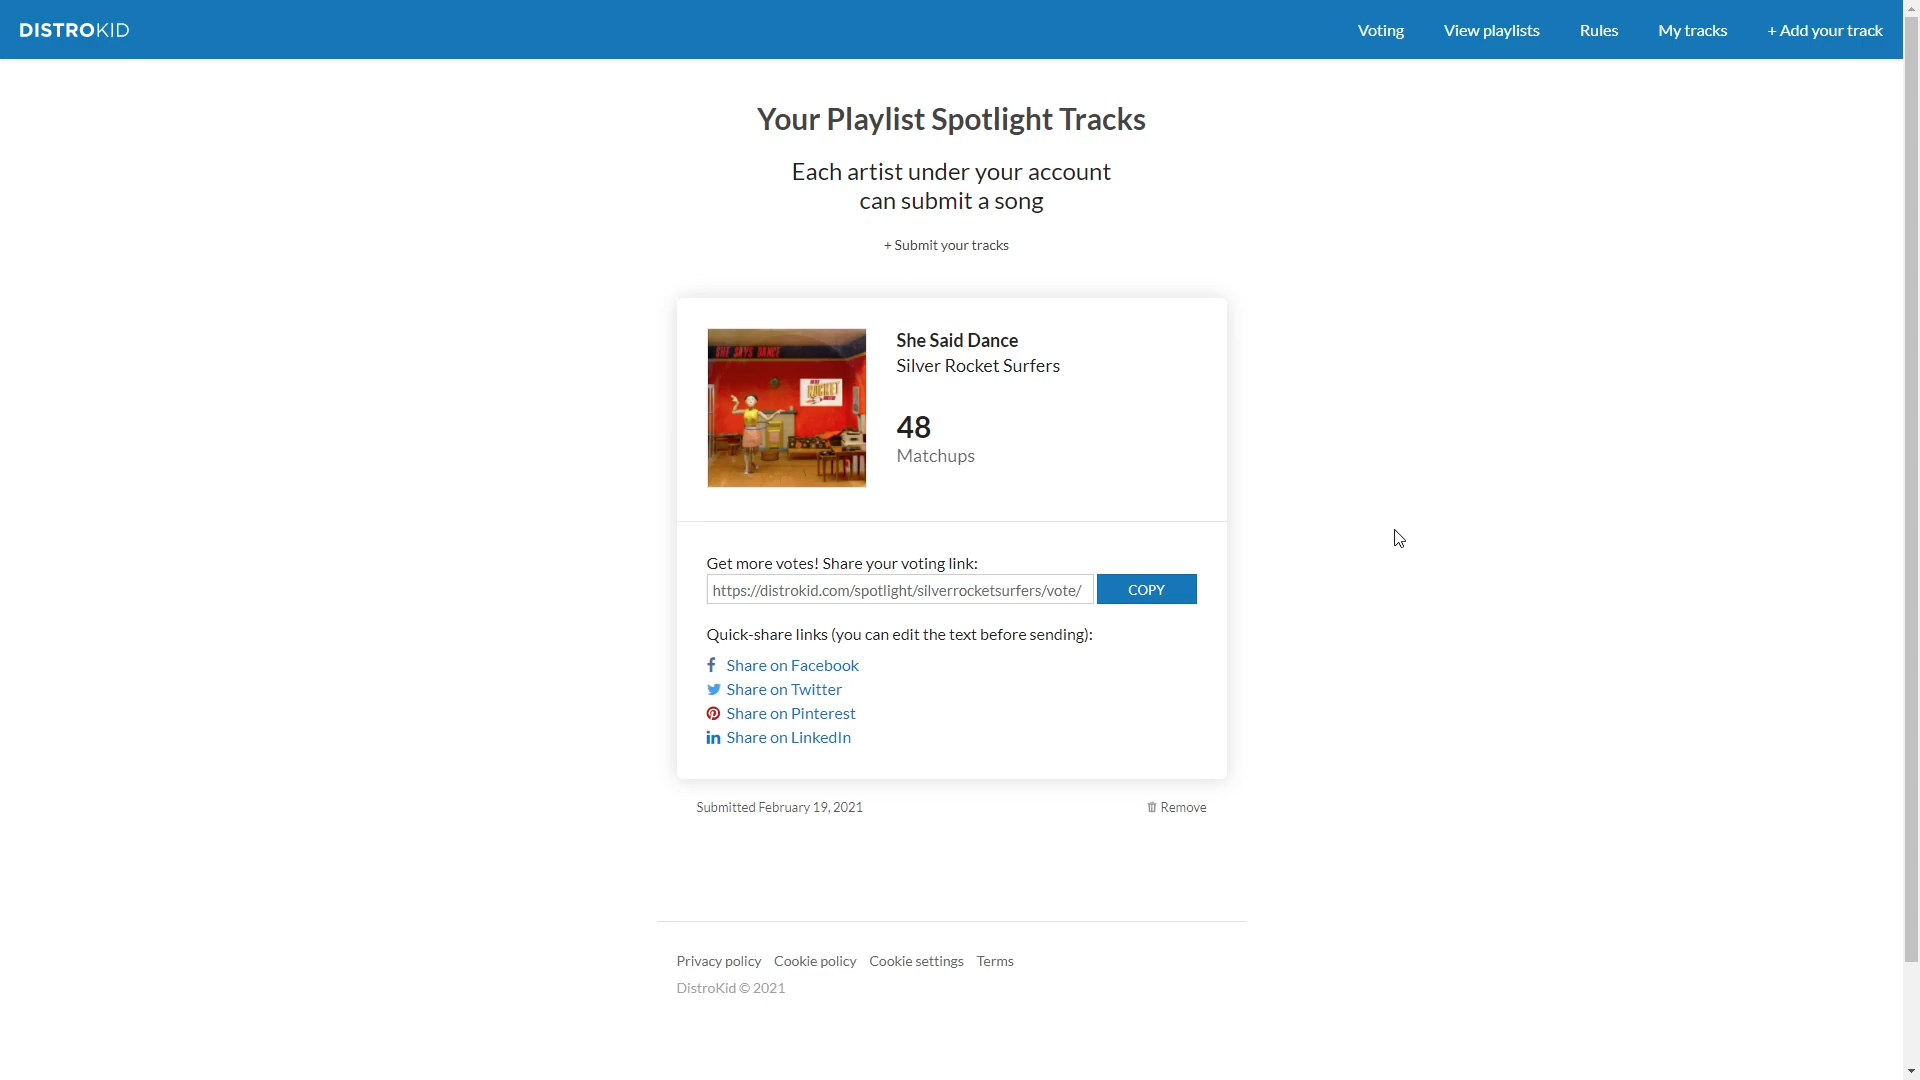 DISTROKID
Voting View playlists Rules My tracks + Add your track
Your Playlist Spotlight Tracks
Each artist under your account
can submit a song
+ Submit your tracks
SHE SAYS DANCE
ROCKET
She Said Dance
Silver Rocket Surfers
48
Matchups
Get more votes! Share your voting link:
https://distrokid.com/spotlight/silverrocketsurfers/vote/ COPY
Quick-share links (you can edit the text before sending):
Share on Facebook
Share on Twitter
Share on Pinterest
Share on LinkedIn
Submitted February 19, 2021 Remove
Privacy policy Cookie policy Cookie settings Terms
DistroKid © 2021